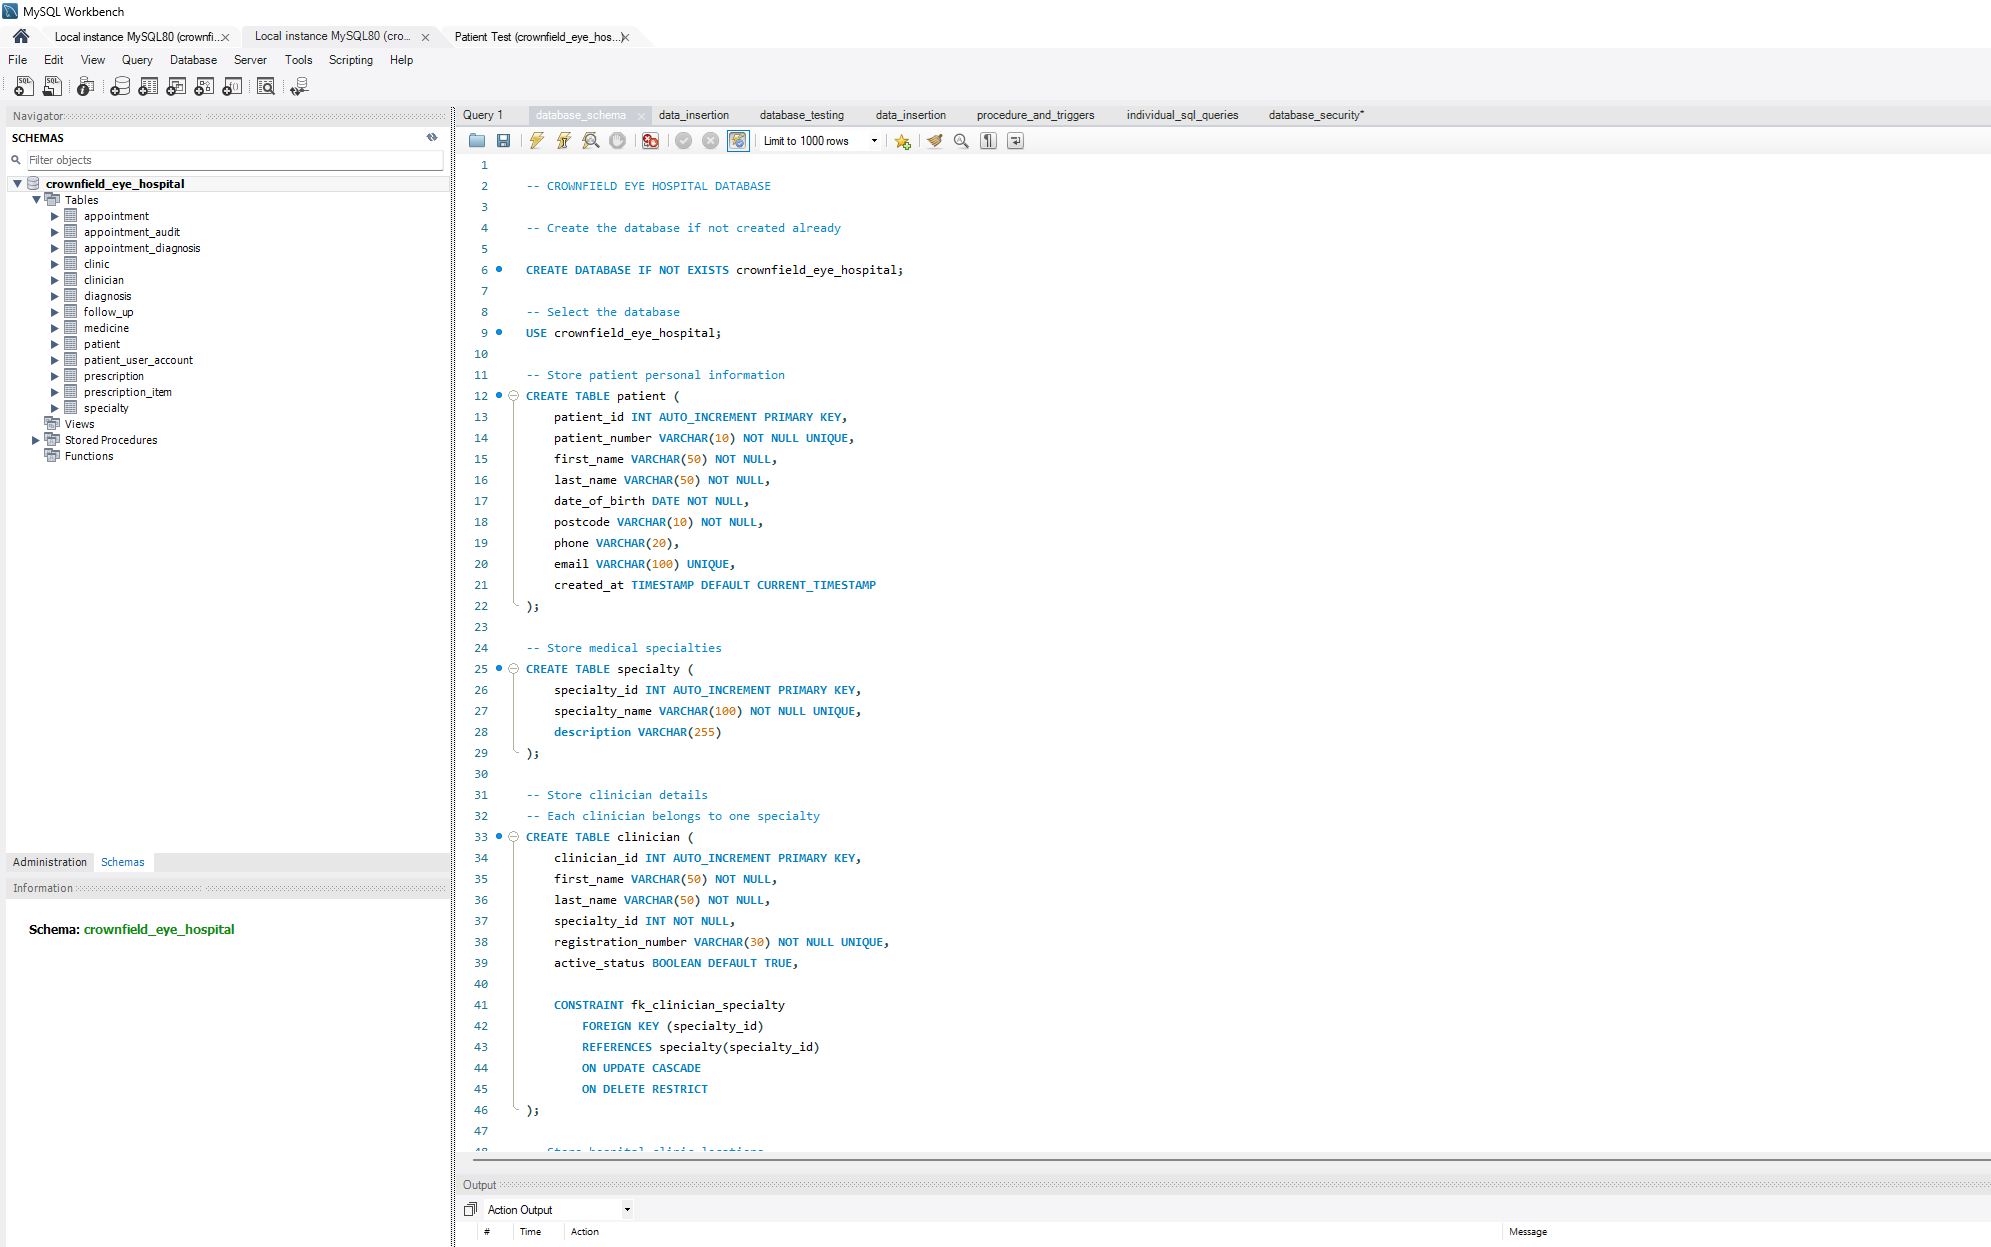 MySQL Workbench
Local instance MySQL80 (crownfi... Local instance MySQL80 (cro... Patient Test (crownfield_eye_hos...)
File Edit View Query Database Server Tools Scripting Help
Navigator
SCHEMAS
Filter objects
crownfield_eye_hospital
Tables
appointment
appointment_audit
appointment_diagnosis
clinic
clinician
diagnosis
follow_up
medicine
patient
patient_user_account
prescription
prescription_item
specialty
Views
Stored Procedures
Functions
Administration Schemas
Information
Schema: crownfield_eye_hospital
Query 1 database_schema data_insertion database_testing data_insertion procedure_and_triggers individual_sql_queries database_security*
Limit to 1000 rows
1
2 -- CROWNFIELD EYE HOSPITAL DATABASE
3
4 -- Create the database if not created already
5
6 CREATE DATABASE IF NOT EXISTS crownfield_eye_hospital;
7
8 -- Select the database
9 USE crownfield_eye_hospital;
10
11 -- Store patient personal information
12 CREATE TABLE patient (
13 patient_id INT AUTO_INCREMENT PRIMARY KEY,
14 patient_number VARCHAR(10) NOT NULL UNIQUE,
15 first_name VARCHAR(50) NOT NULL,
16 last_name VARCHAR(50) NOT NULL,
17 date_of_birth DATE NOT NULL,
18 postcode VARCHAR(10) NOT NULL,
19 phone VARCHAR(20),
20 email VARCHAR(100) UNIQUE,
21 created_at TIMESTAMP DEFAULT CURRENT_TIMESTAMP
22 );
23
24 -- Store medical specialties
25 CREATE TABLE specialty (
26 specialty_id INT AUTO_INCREMENT PRIMARY KEY,
27 specialty_name VARCHAR(100) NOT NULL UNIQUE,
28 description VARCHAR(255)
29 );
30
31 -- Store clinician details
32 -- Each clinician belongs to one specialty
33 CREATE TABLE clinician (
34 clinician_id INT AUTO_INCREMENT PRIMARY KEY,
35 first_name VARCHAR(50) NOT NULL,
36 last_name VARCHAR(50) NOT NULL,
37 specialty_id INT NOT NULL,
38 registration_number VARCHAR(30) NOT NULL UNIQUE,
39 active_status BOOLEAN DEFAULT TRUE,
40
41 CONSTRAINT fk_clinician_specialty
42 FOREIGN KEY (specialty_id)
43 REFERENCES specialty(specialty_id)
44 ON UPDATE CASCADE
45 ON DELETE RESTRICT
46 );
47
48 Store hospital clinic locations
Output
Action Output
# Time Action Message